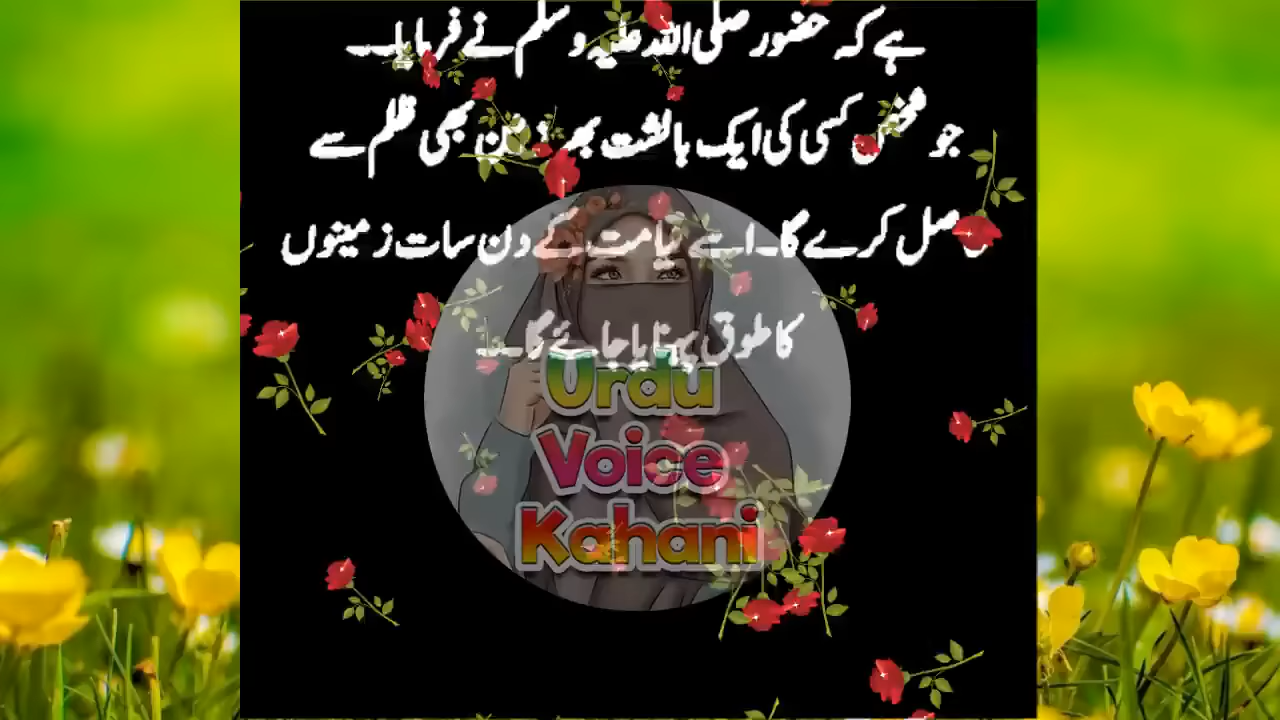 ہے کہ حضور صلی اللہ علیہ وسلم نے فرمایا۔۔
جو شخص کسی کی ایک بالشت بھر زمین بھی ظلم سے
حاصل کرے گا۔اسے قیامت کے دن سات زمینوں
کا طوق پہنایا جائے گا۔۔
Urdu
Voice
Kahani